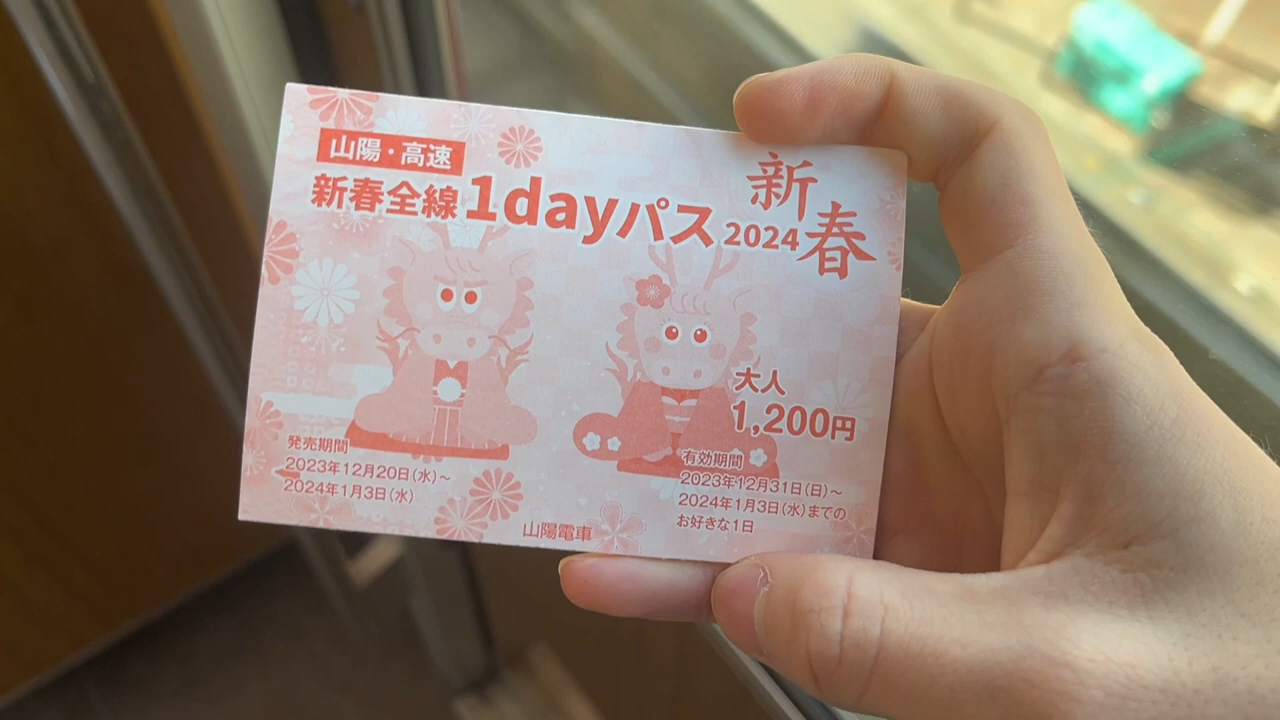 山陽・高速
新春全線1dayパス2024
新春
大人
1,200円
発売期間
2023年12月20日(水)~
2024年1月3日(水)
有効期間
2023年12月31日(日)~
2024年1月3日(水)までの
お好きな1日
山陽電車